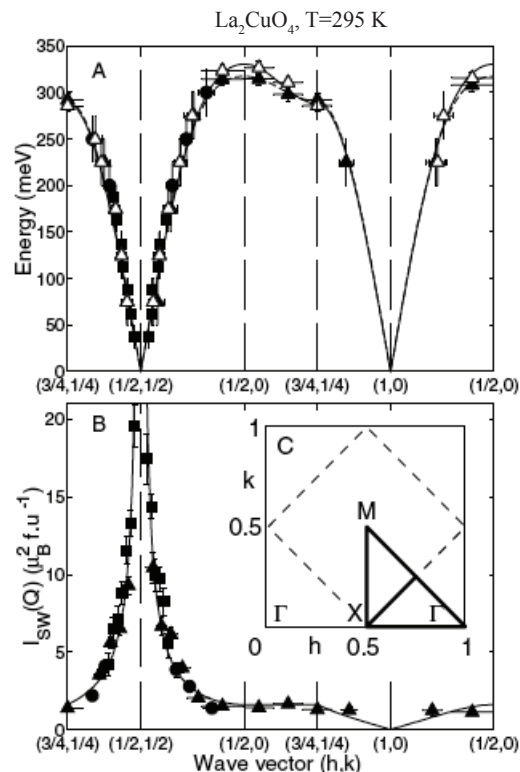 La₂CuO₄, T=295 K
350
300
250
200
150
100
50
0
Energy (meV)
A
(3/4,1/4) (1/2,1/2) (1/2,0) (3/4,1/4) (1,0) (1/2,0)
20
15
10
5
0
I_SW(Q) (μ_B² f.u⁻¹)
B
C
1
k
0.5
M
Γ X Γ
0 h 0.5 1
(3/4,1/4) (1/2,1/2) (1/2,0) (3/4,1/4) (1,0) (1/2,0)
Wave vector (h,k)